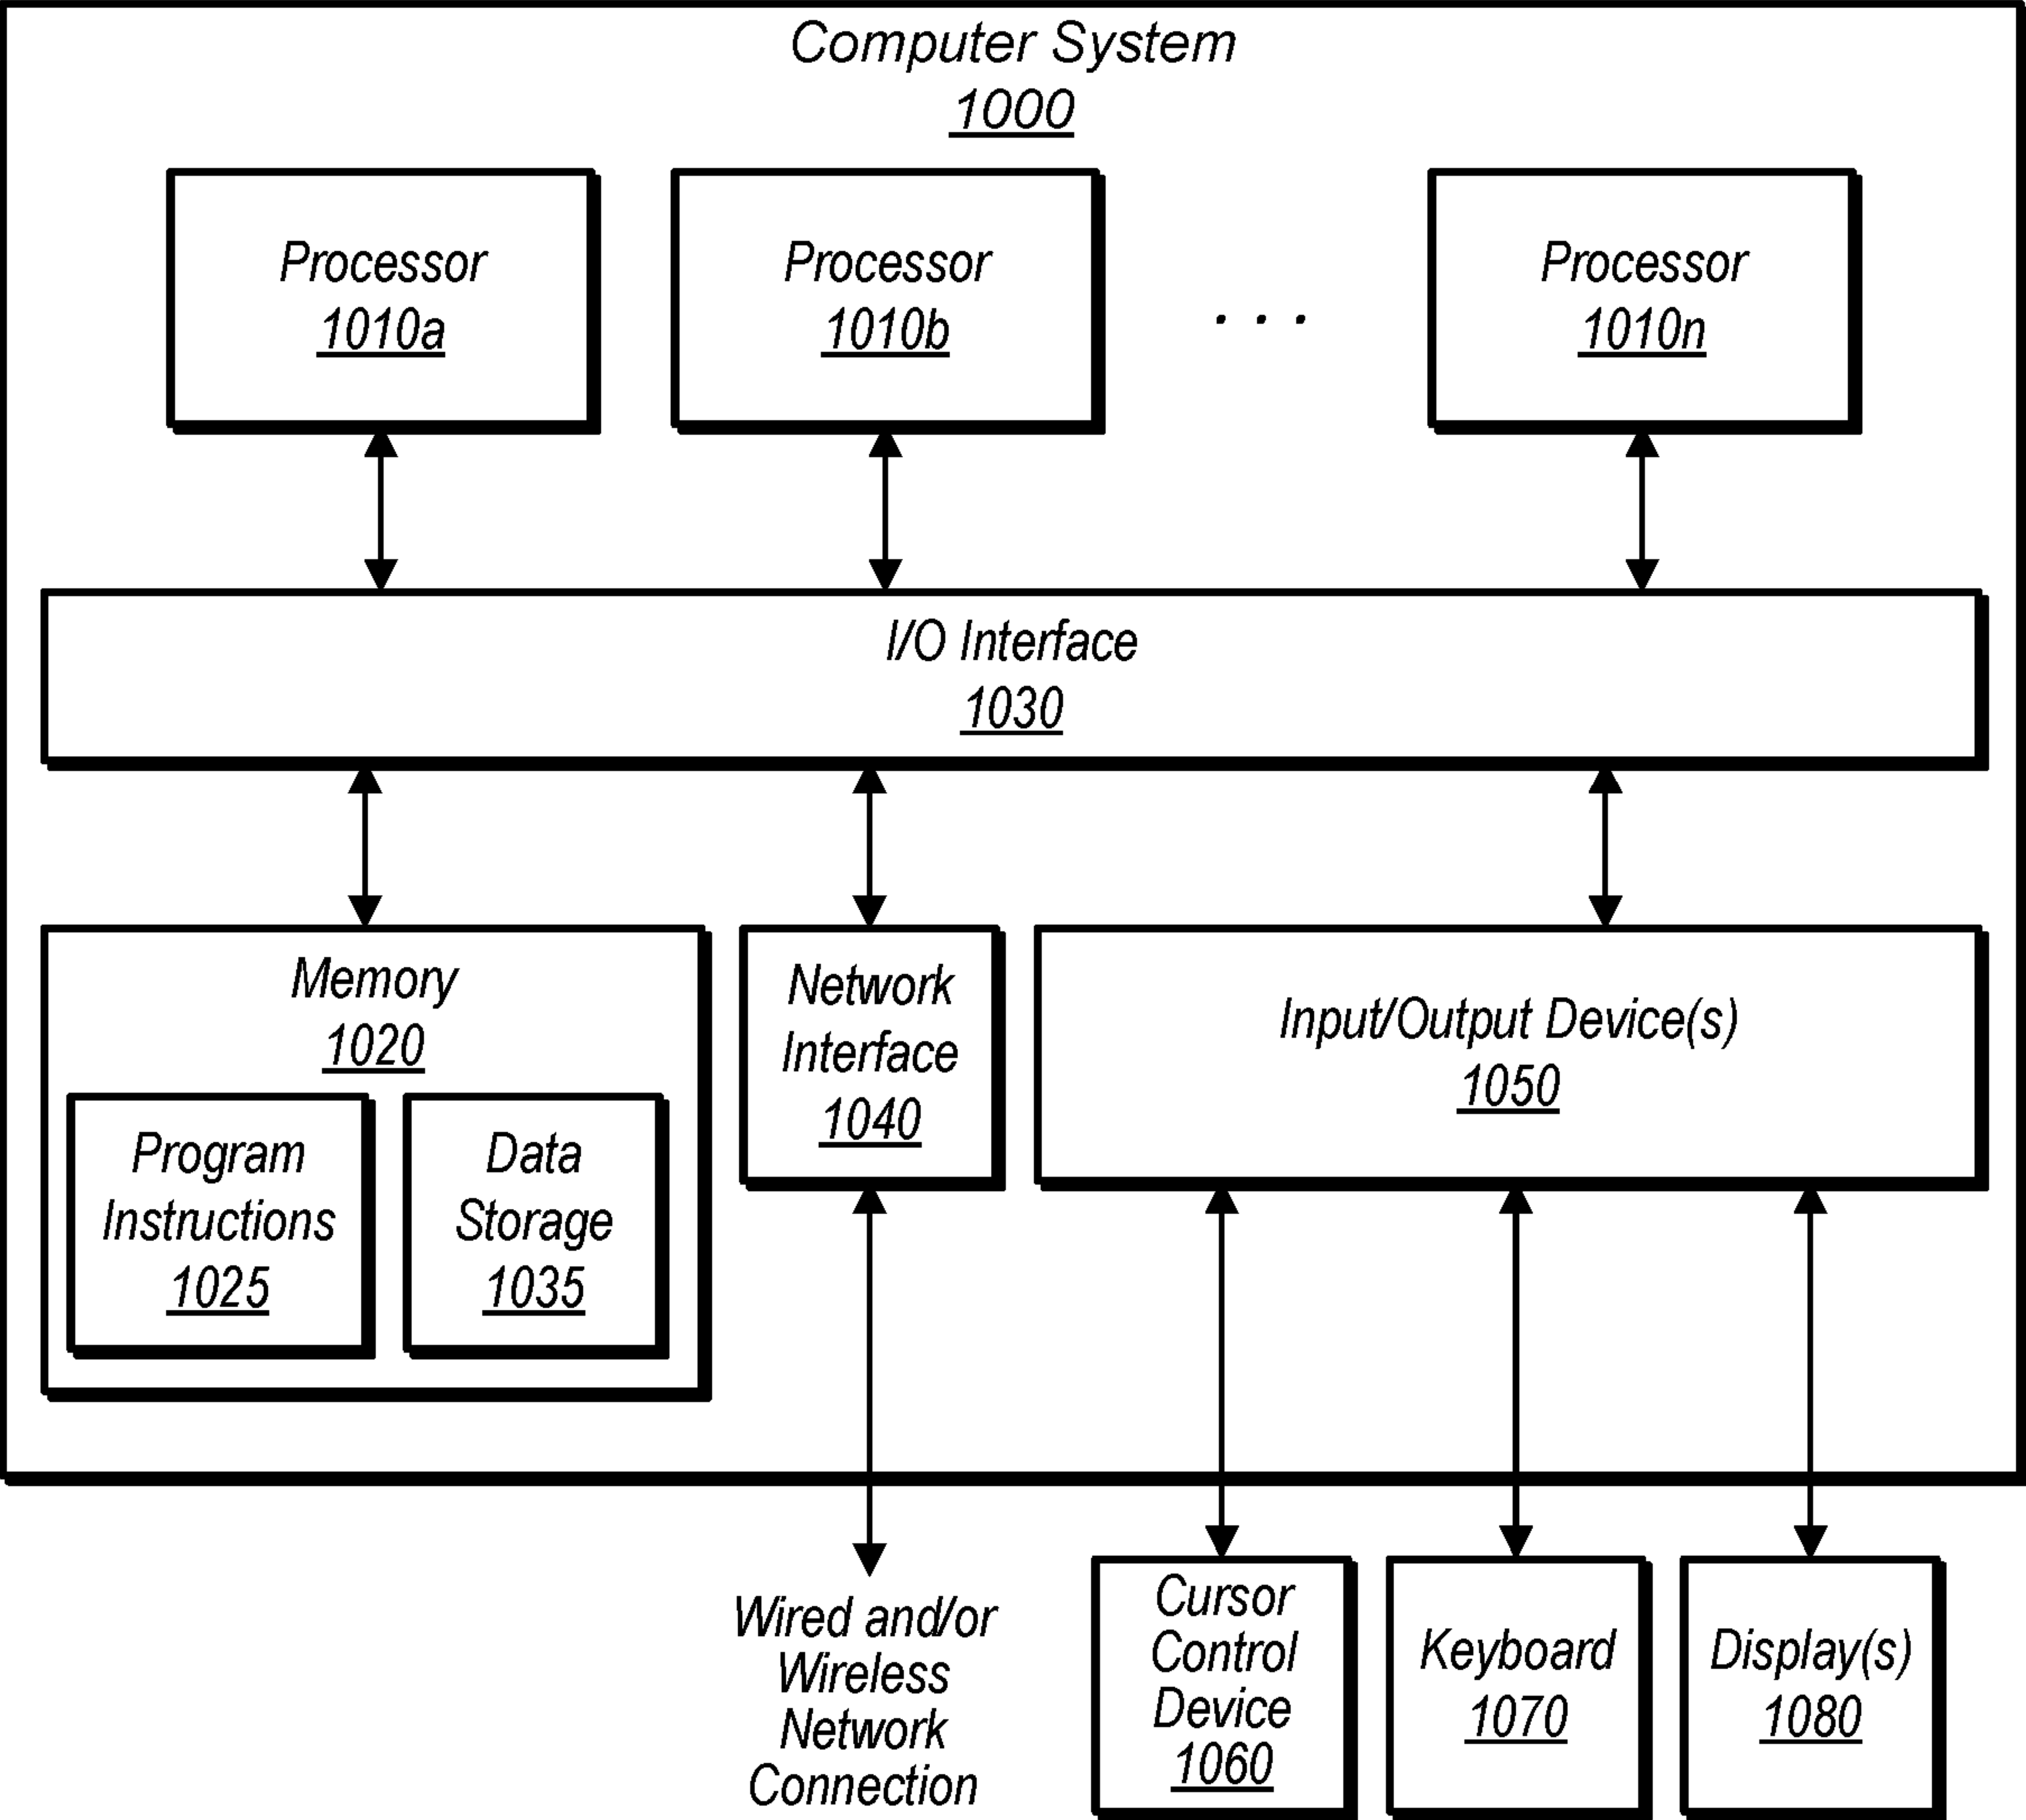 Computer System
1000
Processor
1010a
Processor
1010b
. . .
Processor
1010n
I/O Interface
1030
Memory
1020
Program
Instructions
1025
Data
Storage
1035
Network
Interface
1040
Input/Output Device(s)
1050
Wired and/or
Wireless
Network
Connection
Cursor
Control
Device
1060
Keyboard
1070
Display(s)
1080